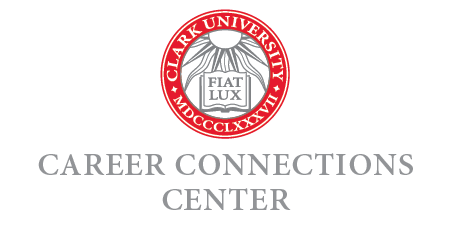 CLARK UNIVERSITY
FIAT
LUX
MDCCCLXXXVII
CAREER CONNECTIONS
CENTER